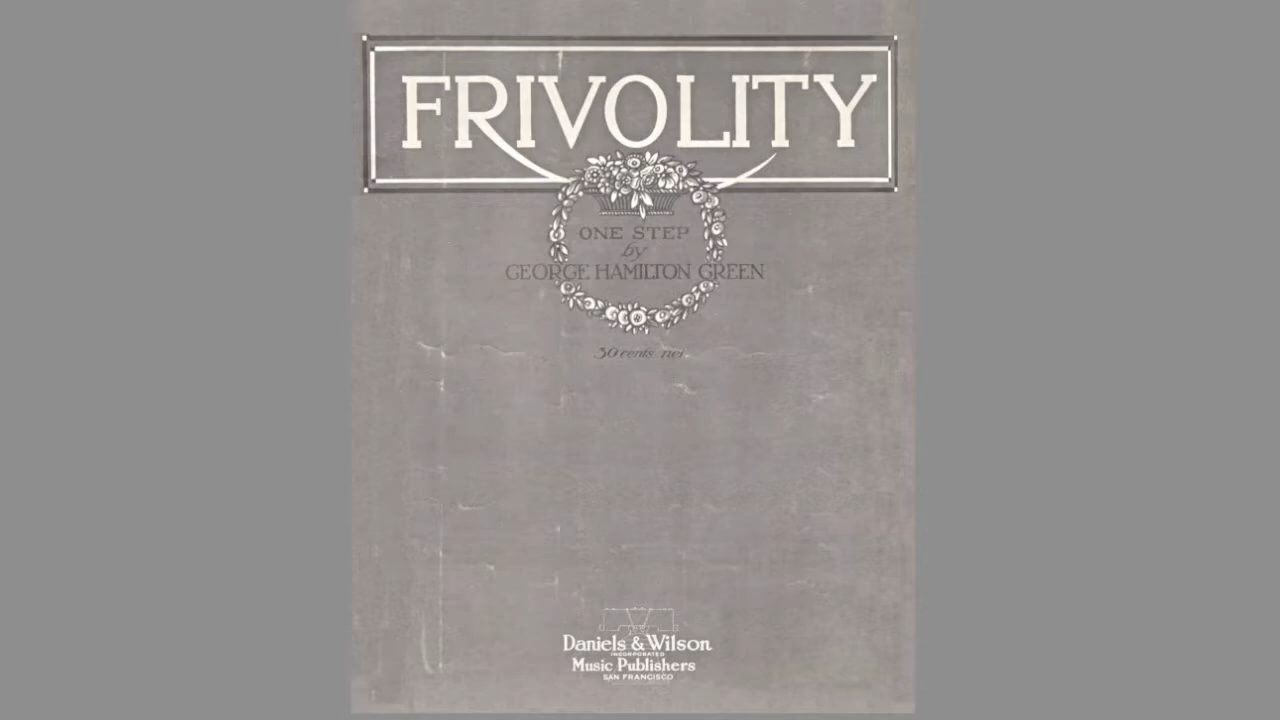 FRIVOLITY
ONE STEP
by
GEORGE HAMILTON GREEN
30 cents net
Daniels & Wilson
INCORPORATED
Music Publishers
SAN FRANCISCO